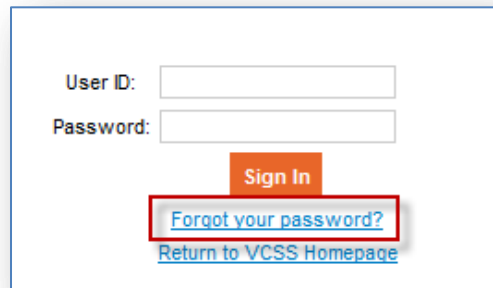 User ID:
Password:
Sign In
Forgot your password?
Return to VCSS Homepage